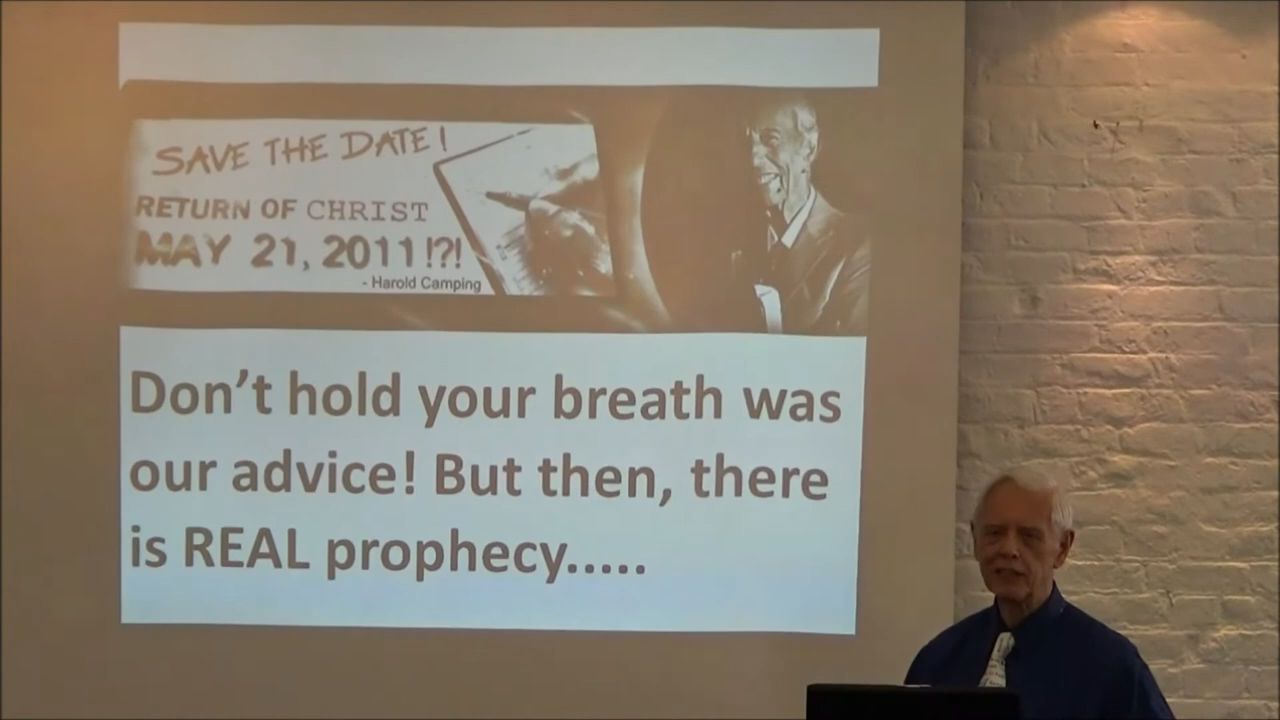 SAVE THE DATE!
RETURN OF CHRIST
MAY 21, 2011!?!
- Harold Camping
Don't hold your breath was
our advice! But then, there
is REAL prophecy.....